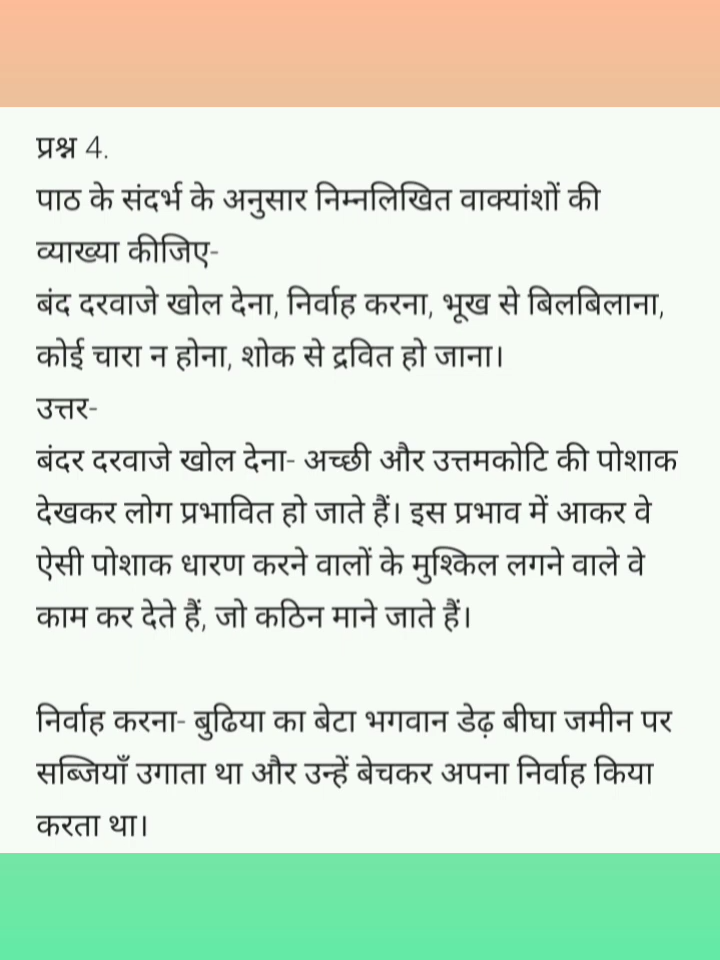 प्रश्न 4.
पाठ के संदर्भ के अनुसार निम्नलिखित वाक्यांशों की
व्याख्या कीजिए-
बंद दरवाजे खोल देना, निर्वाह करना, भूख से बिलबिलाना,
कोई चारा न होना, शोक से द्रवित हो जाना।
उत्तर-
बंदर दरवाजे खोल देना- अच्छी और उत्तमकोटि की पोशाक
देखकर लोग प्रभावित हो जाते हैं। इस प्रभाव में आकर वे
ऐसी पोशाक धारण करने वालों के मुश्किल लगने वाले वे
काम कर देते हैं, जो कठिन माने जाते हैं।
निर्वाह करना- बुढिया का बेटा भगवान डेढ़ बीघा जमीन पर
सब्जियाँ उगाता था और उन्हें बेचकर अपना निर्वाह किया
करता था।